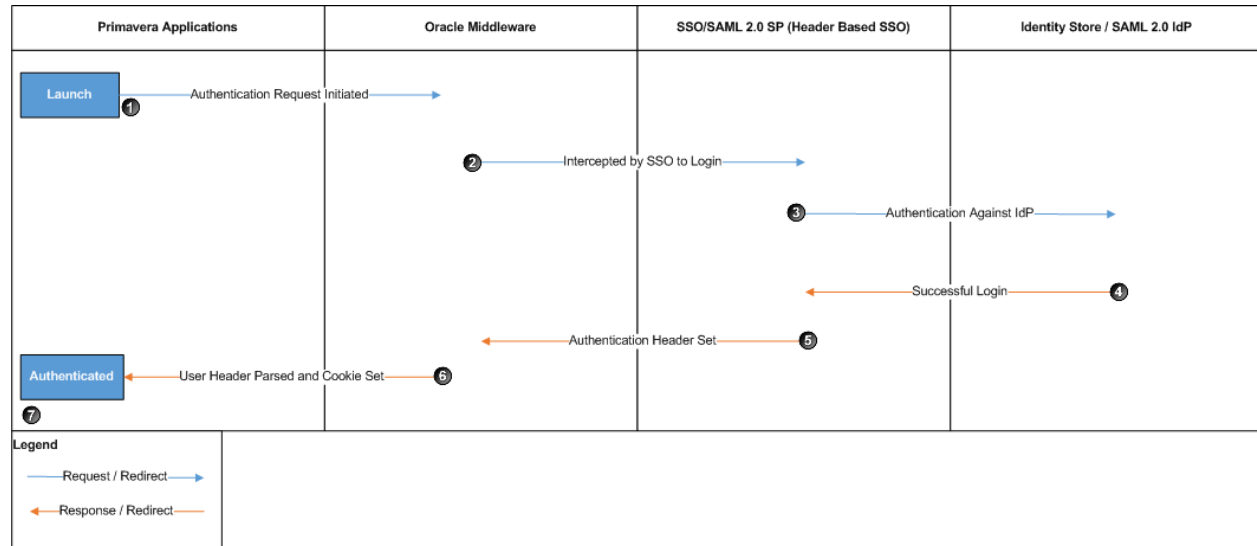 Primavera Applications
Oracle Middleware
SSO/SAML 2.0 SP (Header Based SSO)
Identity Store / SAML 2.0 IdP
Launch
1
Authentication Request Initiated
2
Intercepted by SSO to Login
3
Authentication Against IdP
Successful Login
4
Authentication Header Set
5
Authenticated
User Header Parsed and Cookie Set
6
7
Legend
Request / Redirect
Response / Redirect